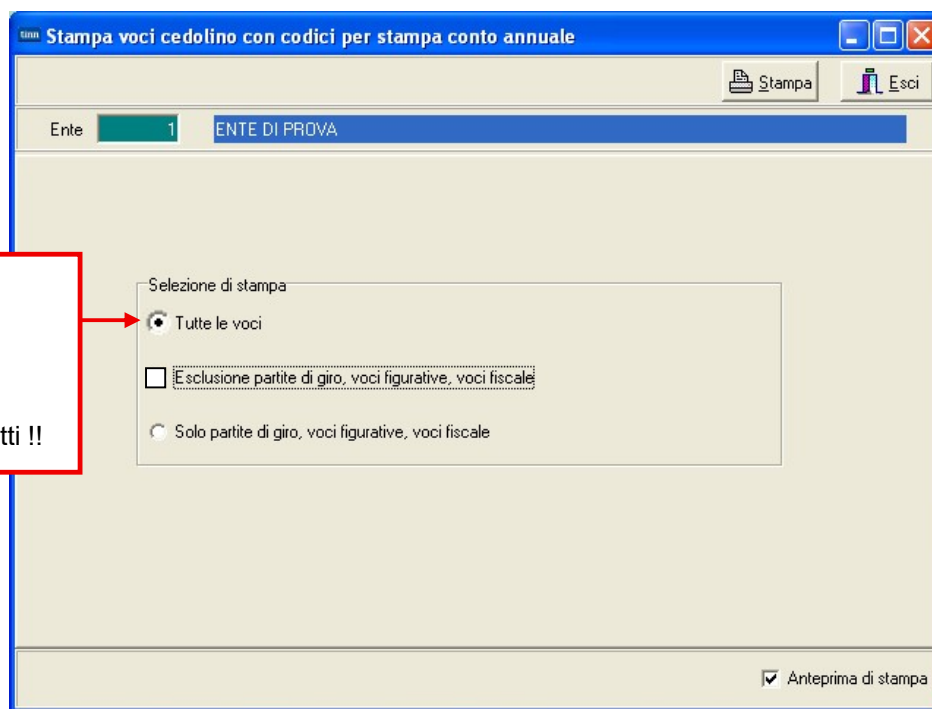 tinn Stampa voci cedolino con codici per stampa conto annuale
Stampa Esci
Ente 1 ENTE DI PROVA
Selezione di stampa
Tutte le voci
Esclusione partite di giro, voci figurative, voci fiscale
Solo partite di giro, voci figurative, voci fiscale
tti !!
Anteprima di stampa